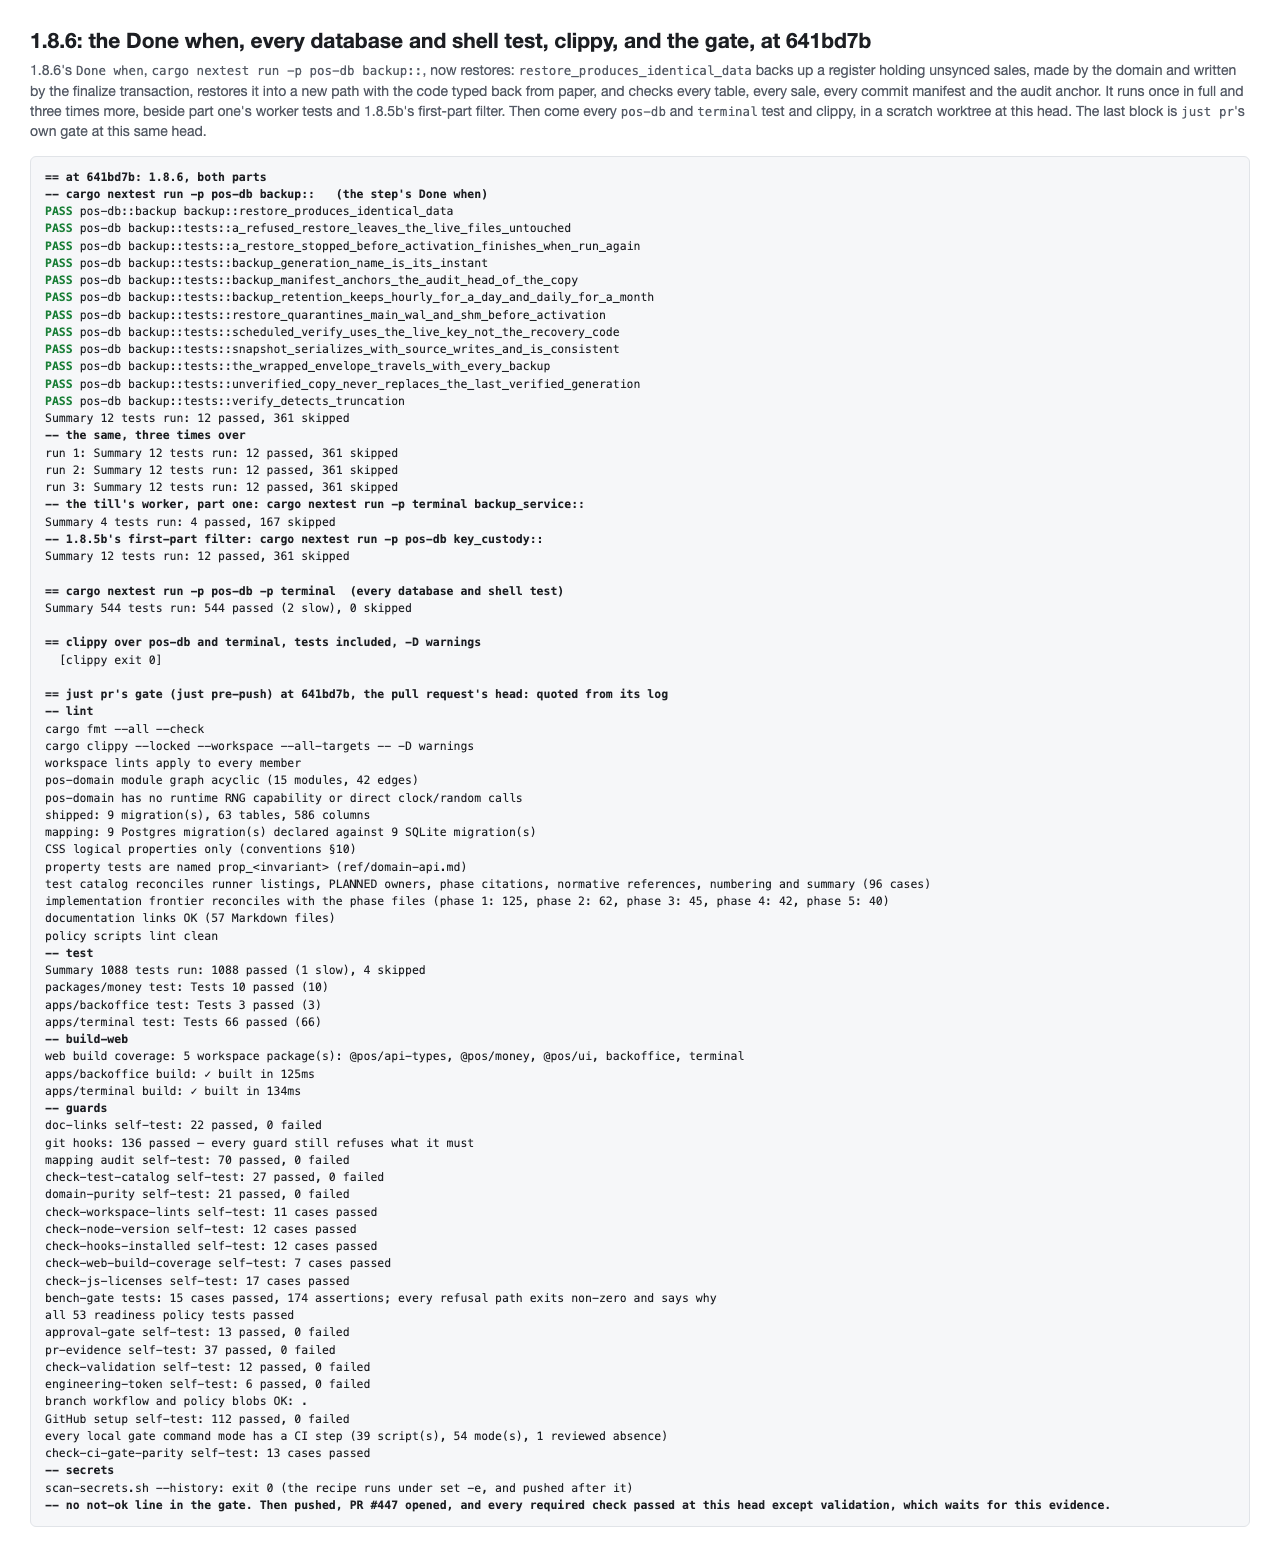 1.8.6: the Done when, every database and shell test, clippy, and the gate, at 641bd7b
1.8.6's Done when, cargo nextest run -p pos-db backup::, now restores: restore_produces_identical_data backs up a register holding unsynced sales, made by the domain and written
by the finalize transaction, restores it into a new path with the code typed back from paper, and checks every table, every sale, every commit manifest and the audit anchor. It runs once in full and
three times more, beside part one's worker tests and 1.8.5b's first-part filter. Then come every pos-db and terminal test and clippy, in a scratch worktree at this head. The last block is just pr's
own gate at this same head.
== at 641bd7b: 1.8.6, both parts
-- cargo nextest run -p pos-db backup::   (the step's Done when)
PASS pos-db::backup backup::restore_produces_identical_data
PASS pos-db backup::tests::a_refused_restore_leaves_the_live_files_untouched
PASS pos-db backup::tests::a_restore_stopped_before_activation_finishes_when_run_again
PASS pos-db backup::tests::backup_generation_name_is_its_instant
PASS pos-db backup::tests::backup_manifest_anchors_the_audit_head_of_the_copy
PASS pos-db backup::tests::backup_retention_keeps_hourly_for_a_day_and_daily_for_a_month
PASS pos-db backup::tests::restore_quarantines_main_wal_and_shm_before_activation
PASS pos-db backup::tests::scheduled_verify_uses_the_live_key_not_the_recovery_code
PASS pos-db backup::tests::snapshot_serializes_with_source_writes_and_is_consistent
PASS pos-db backup::tests::the_wrapped_envelope_travels_with_every_backup
PASS pos-db backup::tests::unverified_copy_never_replaces_the_last_verified_generation
PASS pos-db backup::tests::verify_detects_truncation
Summary 12 tests run: 12 passed, 361 skipped
-- the same, three times over
run 1: Summary 12 tests run: 12 passed, 361 skipped
run 2: Summary 12 tests run: 12 passed, 361 skipped
run 3: Summary 12 tests run: 12 passed, 361 skipped
-- the till's worker, part one: cargo nextest run -p terminal backup_service::
Summary 4 tests run: 4 passed, 167 skipped
-- 1.8.5b's first-part filter: cargo nextest run -p pos-db key_custody::
Summary 12 tests run: 12 passed, 361 skipped
== cargo nextest run -p pos-db -p terminal  (every database and shell test)
Summary 544 tests run: 544 passed (2 slow), 0 skipped
== clippy over pos-db and terminal, tests included, -D warnings
[clippy exit 0]
== just pr's gate (just pre-push) at 641bd7b, the pull request's head: quoted from its log
-- lint
cargo fmt --all --check
cargo clippy --locked --workspace --all-targets -- -D warnings
workspace lints apply to every member
pos-domain module graph acyclic (15 modules, 42 edges)
pos-domain has no runtime RNG capability or direct clock/random calls
shipped: 9 migration(s), 63 tables, 586 columns
mapping: 9 Postgres migration(s) declared against 9 SQLite migration(s)
CSS logical properties only (conventions §10)
property tests are named prop_<invariant> (ref/domain-api.md)
test catalog reconciles runner listings, PLANNED owners, phase citations, normative references, numbering and summary (96 cases)
implementation frontier reconciles with the phase files (phase 1: 125, phase 2: 62, phase 3: 45, phase 4: 42, phase 5: 40)
documentation links OK (57 Markdown files)
policy scripts lint clean
-- test
Summary 1088 tests run: 1088 passed (1 slow), 4 skipped
packages/money test: Tests 10 passed (10)
apps/backoffice test: Tests 3 passed (3)
apps/terminal test: Tests 66 passed (66)
-- build-web
web build coverage: 5 workspace package(s): @pos/api-types, @pos/money, @pos/ui, backoffice, terminal
apps/backoffice build: ✓ built in 125ms
apps/terminal build: ✓ built in 134ms
-- guards
doc-links self-test: 22 passed, 0 failed
git hooks: 136 passed — every guard still refuses what it must
mapping audit self-test: 70 passed, 0 failed
check-test-catalog self-test: 27 passed, 0 failed
domain-purity self-test: 21 passed, 0 failed
check-workspace-lints self-test: 11 cases passed
check-node-version self-test: 12 cases passed
check-hooks-installed self-test: 12 cases passed
check-web-build-coverage self-test: 7 cases passed
check-js-licenses self-test: 17 cases passed
bench-gate tests: 15 cases passed, 174 assertions; every refusal path exits non-zero and says why
all 53 readiness policy tests passed
approval-gate self-test: 13 passed, 0 failed
pr-evidence self-test: 37 passed, 0 failed
check-validation self-test: 12 passed, 0 failed
engineering-token self-test: 6 passed, 0 failed
branch workflow and policy blobs OK: .
GitHub setup self-test: 112 passed, 0 failed
every local gate command mode has a CI step (39 script(s), 54 mode(s), 1 reviewed absence)
check-ci-gate-parity self-test: 13 cases passed
-- secrets
scan-secrets.sh --history: exit 0 (the recipe runs under set -e, and pushed after it)
-- no not-ok line in the gate. Then pushed, PR #447 opened, and every required check passed at this head except validation, which waits for this evidence.